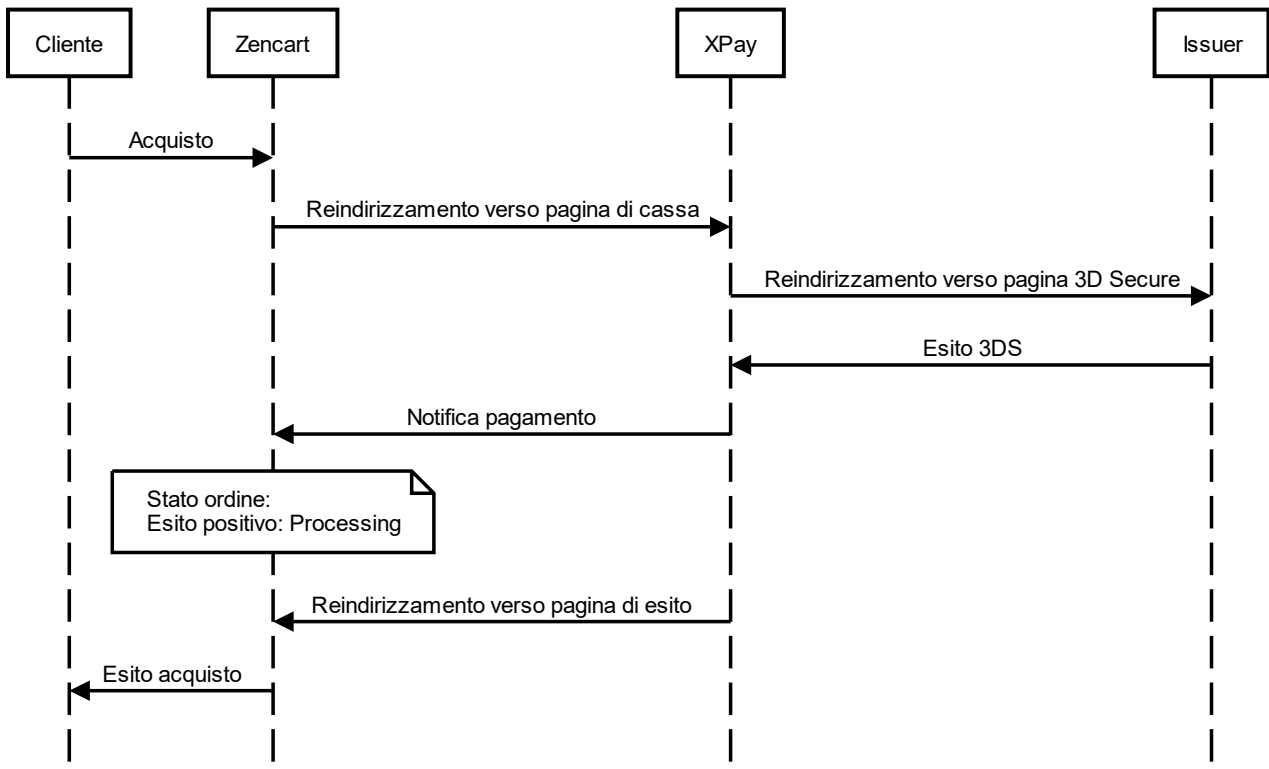 Cliente
Zencart
XPay
Issuer
Acquisto
Reindirizzamento verso pagina di cassa
Reindirizzamento verso pagina 3D Secure
Esito 3DS
Notifica pagamento
Stato ordine:
Esito positivo: Processing
Reindirizzamento verso pagina di esito
Esito acquisto